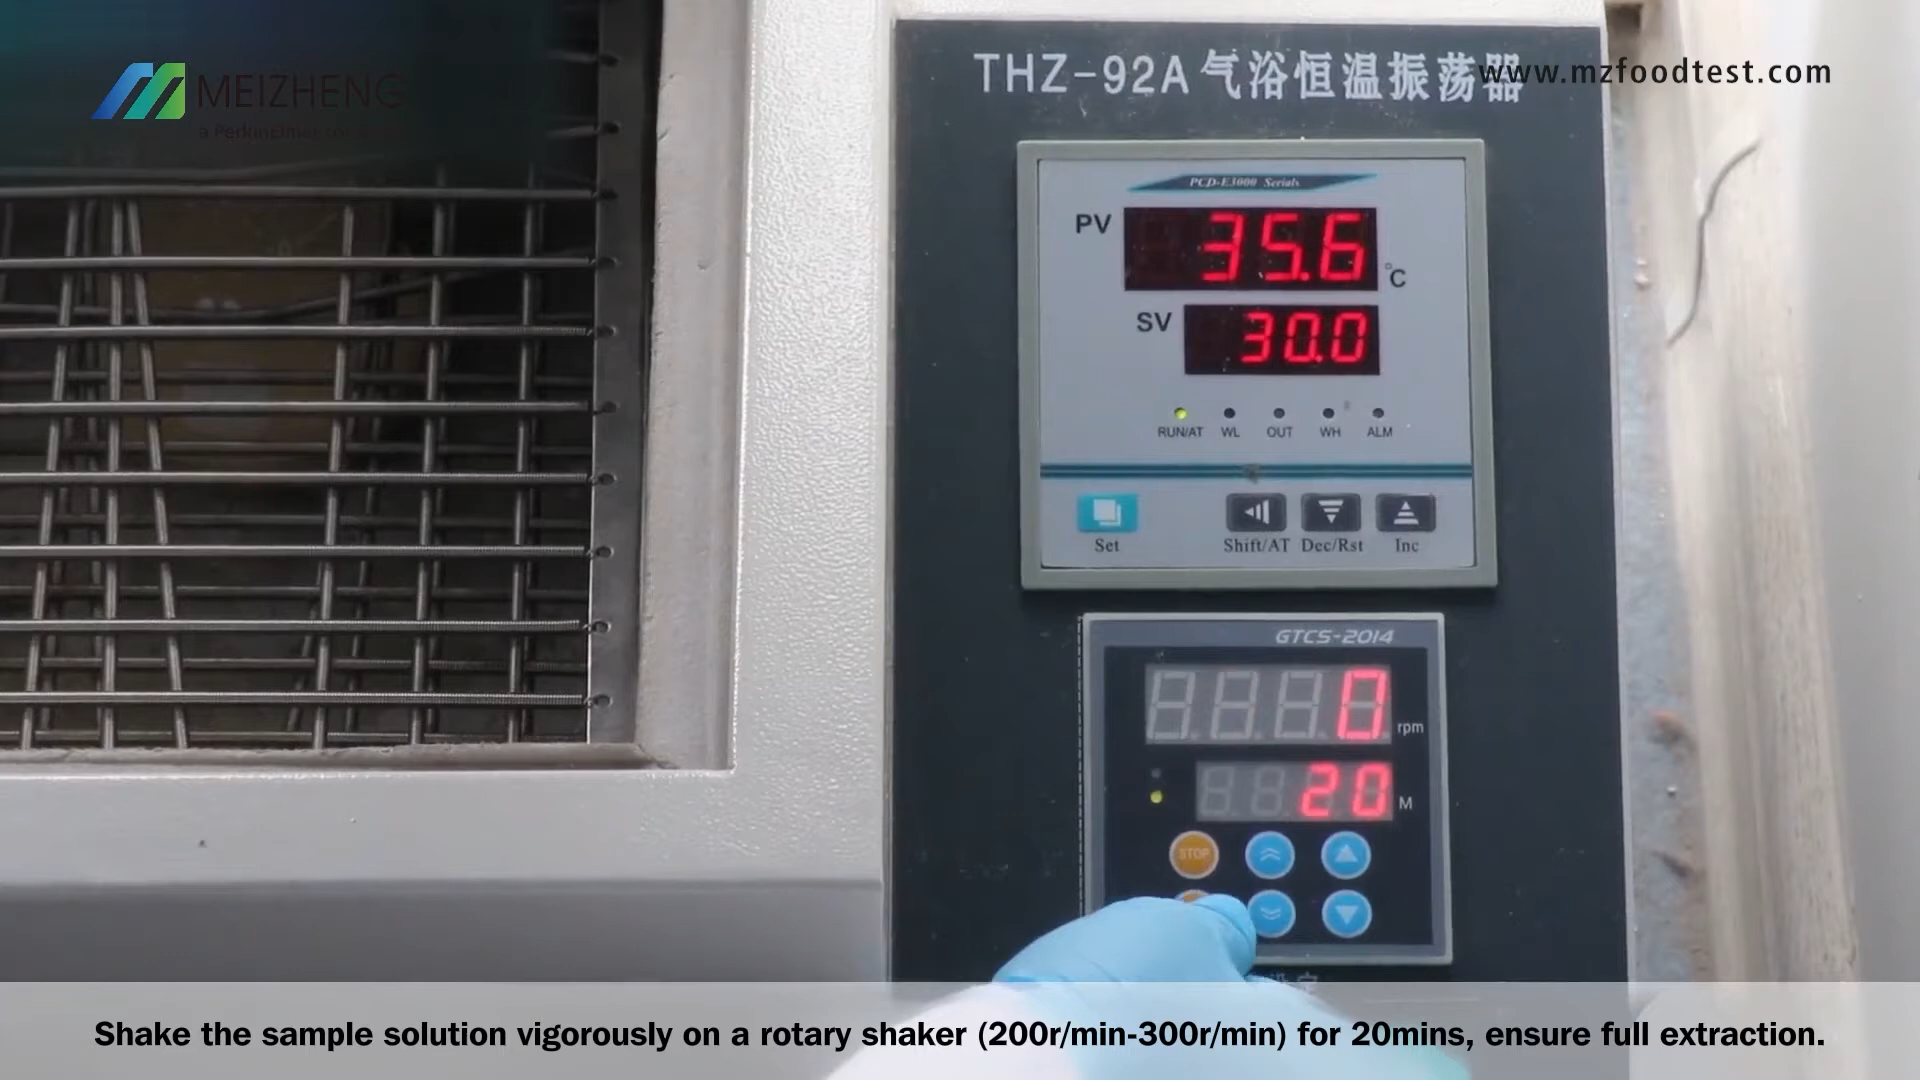 MEIZHENG
a PerkinElmer
THZ-92A 气浴恒温振荡器
www.mzfoodtest.com
PCD-E3000 Serials
PV 35.6 °C
SV 30.0
RUN/AT WL OUT WH ALM
Set Shift/AT Dec/Rst Inc
GTCS-2014
0 rpm
20 M
STOP
Shake the sample solution vigorously on a rotary shaker (200r/min-300r/min) for 20mins, ensure full extraction.